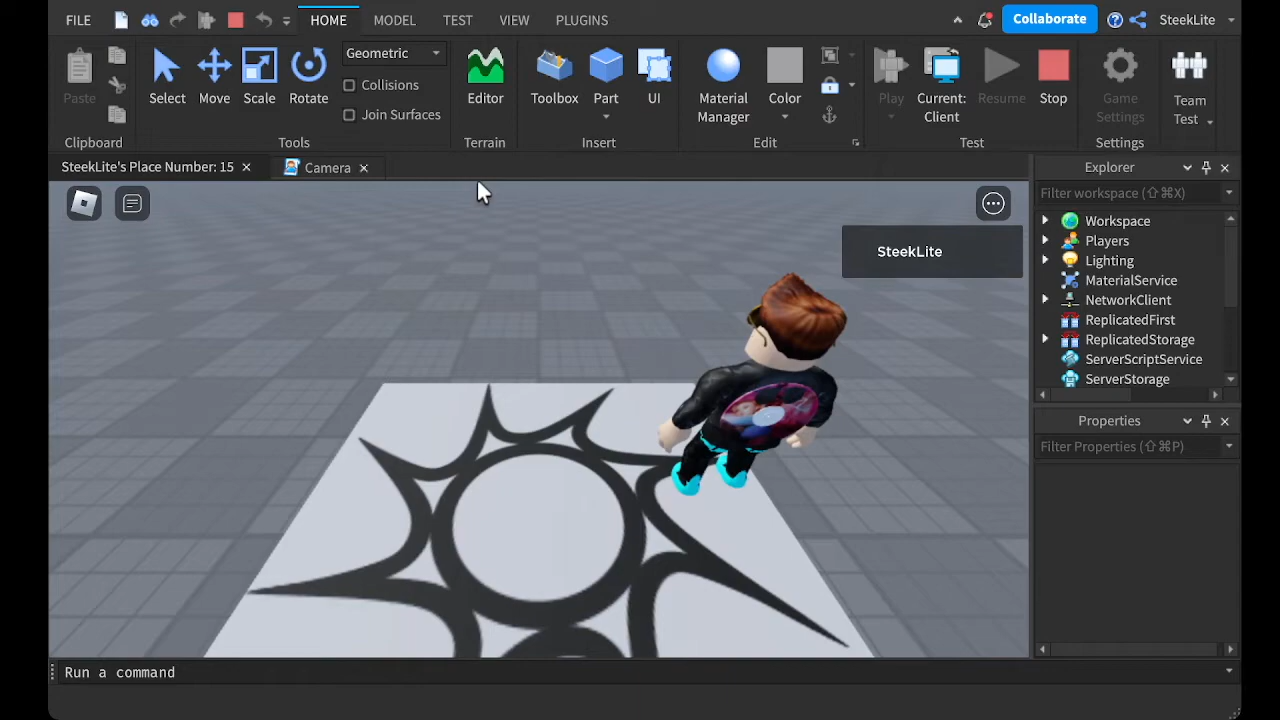 FILE HOME MODEL TEST VIEW PLUGINS Collaborate SteekLite
Paste Select Move Scale Rotate Geometric Collisions Join Surfaces Editor Toolbox Part UI Material Manager Color Play Current: Client Resume Stop Game Settings Team Test
Clipboard Tools Terrain Insert Edit Test Settings
SteekLite's Place Number: 15 Camera Explorer
Filter workspace (⇧⌘X)
Workspace
Players
SteekLite
Lighting
MaterialService
NetworkClient
ReplicatedFirst
ReplicatedStorage
ServerScriptService
ServerStorage
Properties
Filter Properties (⇧⌘P)
Run a command